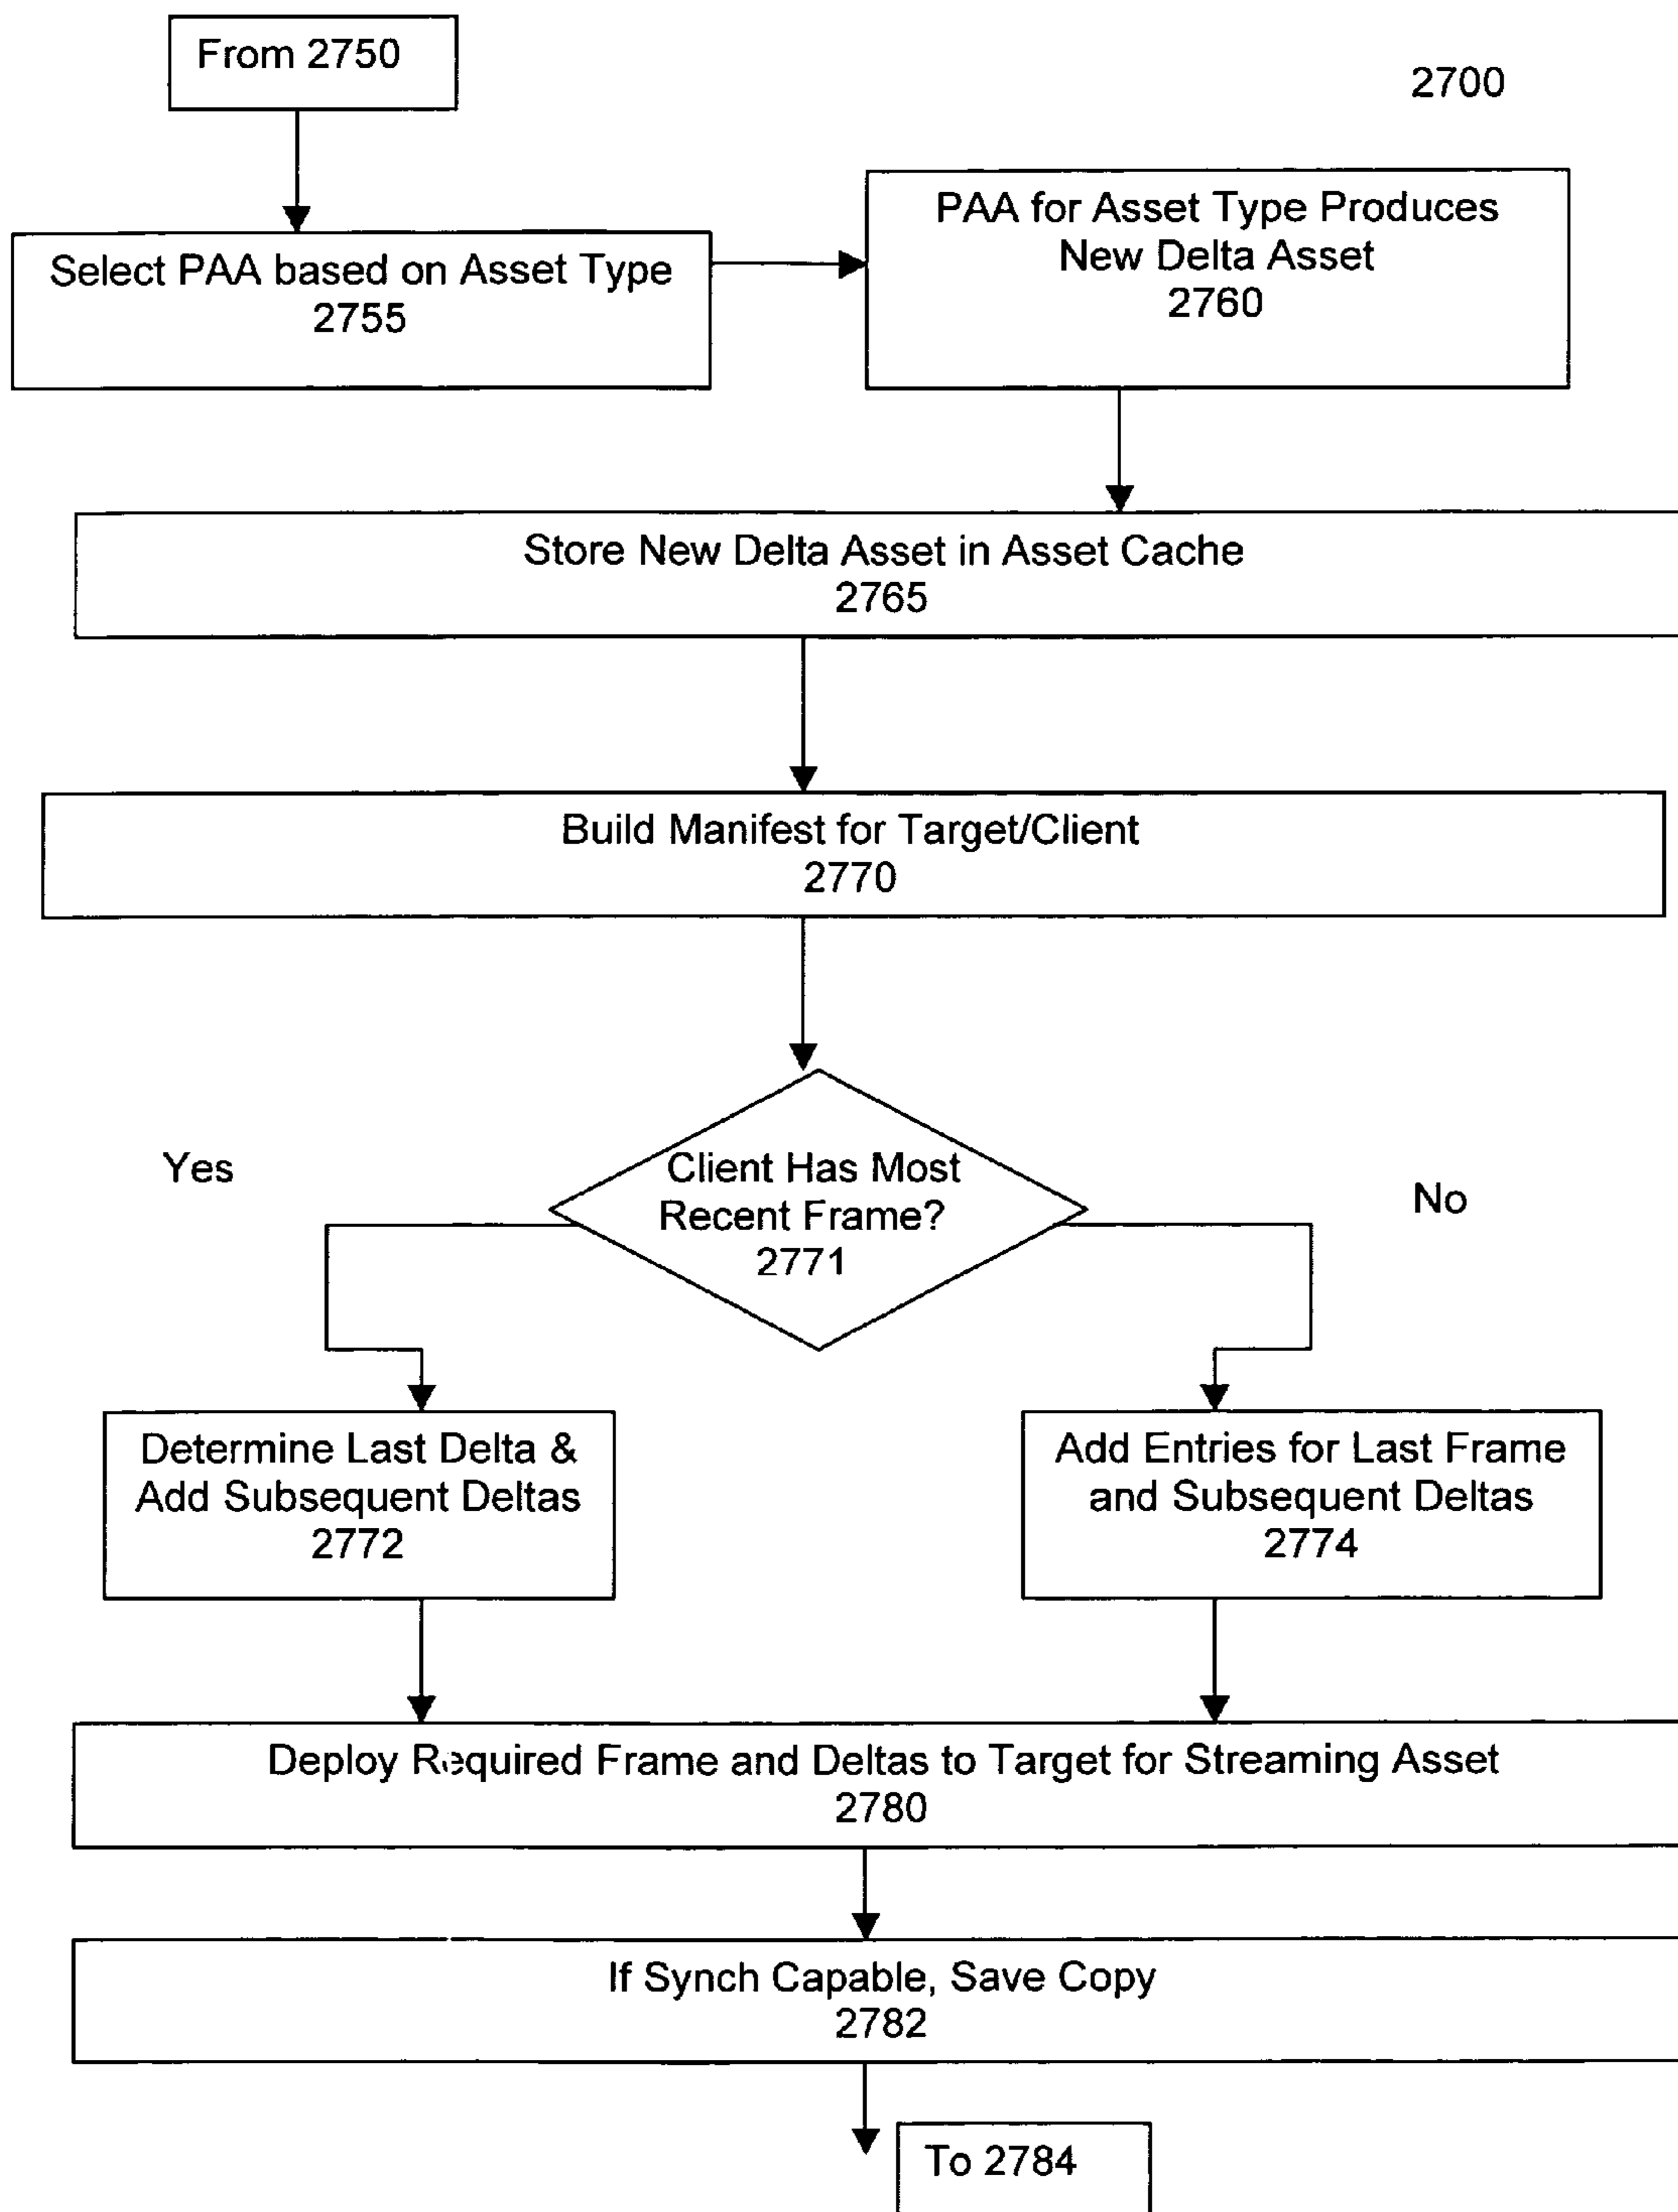 From 2750
2700
Select PAA based on Asset Type
2755
PAA for Asset Type Produces
New Delta Asset
2760
Store New Delta Asset in Asset Cache
2765
Build Manifest for Target/Client
2770
Yes
Client Has Most
Recent Frame?
2771
No
Determine Last Delta &
Add Subsequent Deltas
2772
Add Entries for Last Frame
and Subsequent Deltas
2774
Deploy Required Frame and Deltas to Target for Streaming Asset
2780
If Synch Capable, Save Copy
2782
To 2784